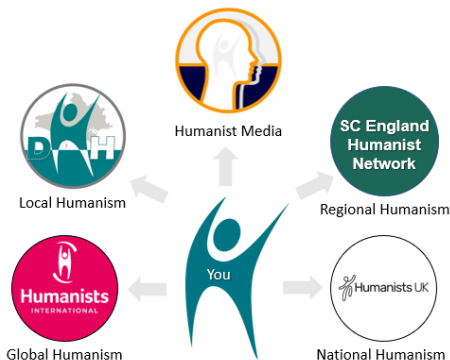 Humanist Media
D H
Local Humanism
SC England
Humanist
Network
Regional Humanism
You
Humanists
INTERNATIONAL
Global Humanism
Humanists UK
National Humanism